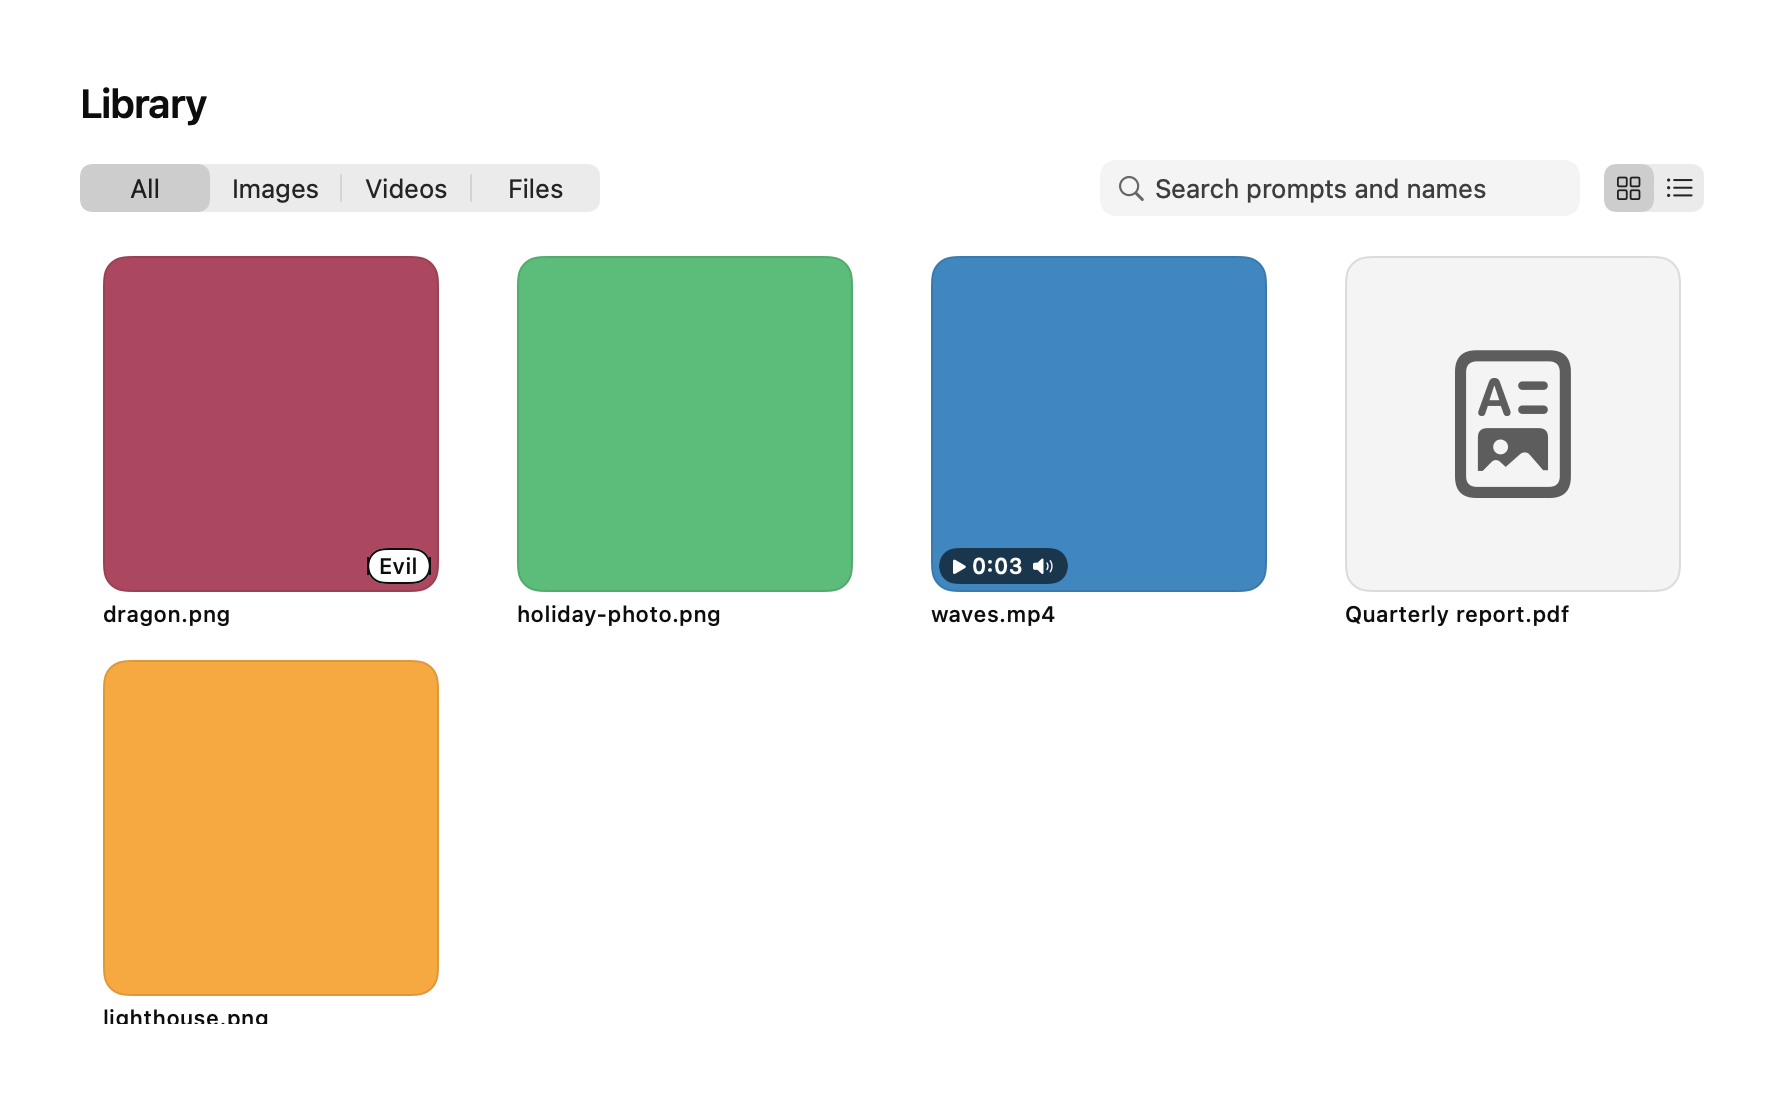 Library
All
Images
Videos
Files
Search prompts and names
Evil
0:03
dragon.png
holiday-photo.png
waves.mp4
Quarterly report.pdf
lighthouse.png